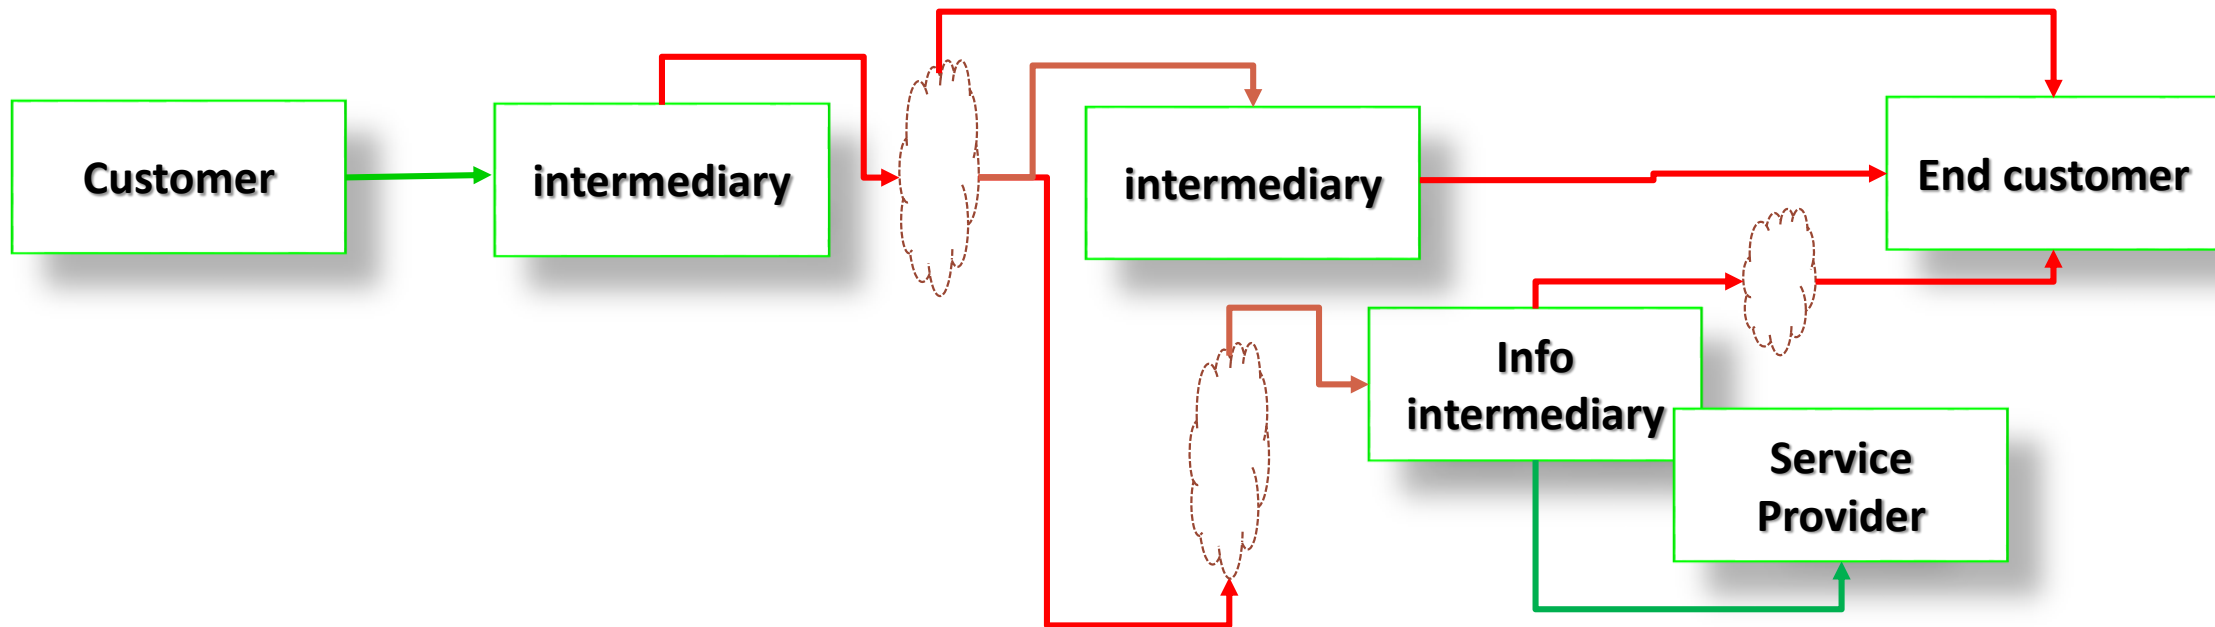 Customer
intermediary
intermediary
End customer
Info
intermediary
Service
Provider